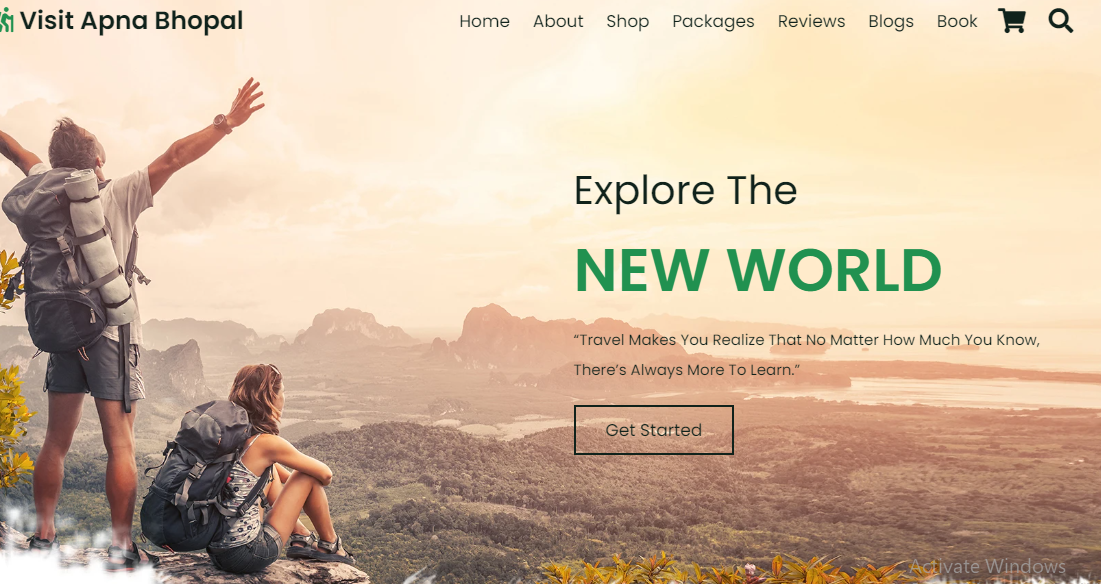 Visit Apna Bhopal
Home About Shop Packages Reviews Blogs Book
Explore The
NEW WORLD
“Travel Makes You Realize That No Matter How Much You Know,
There’s Always More To Learn.”
Get Started
Activate Windows